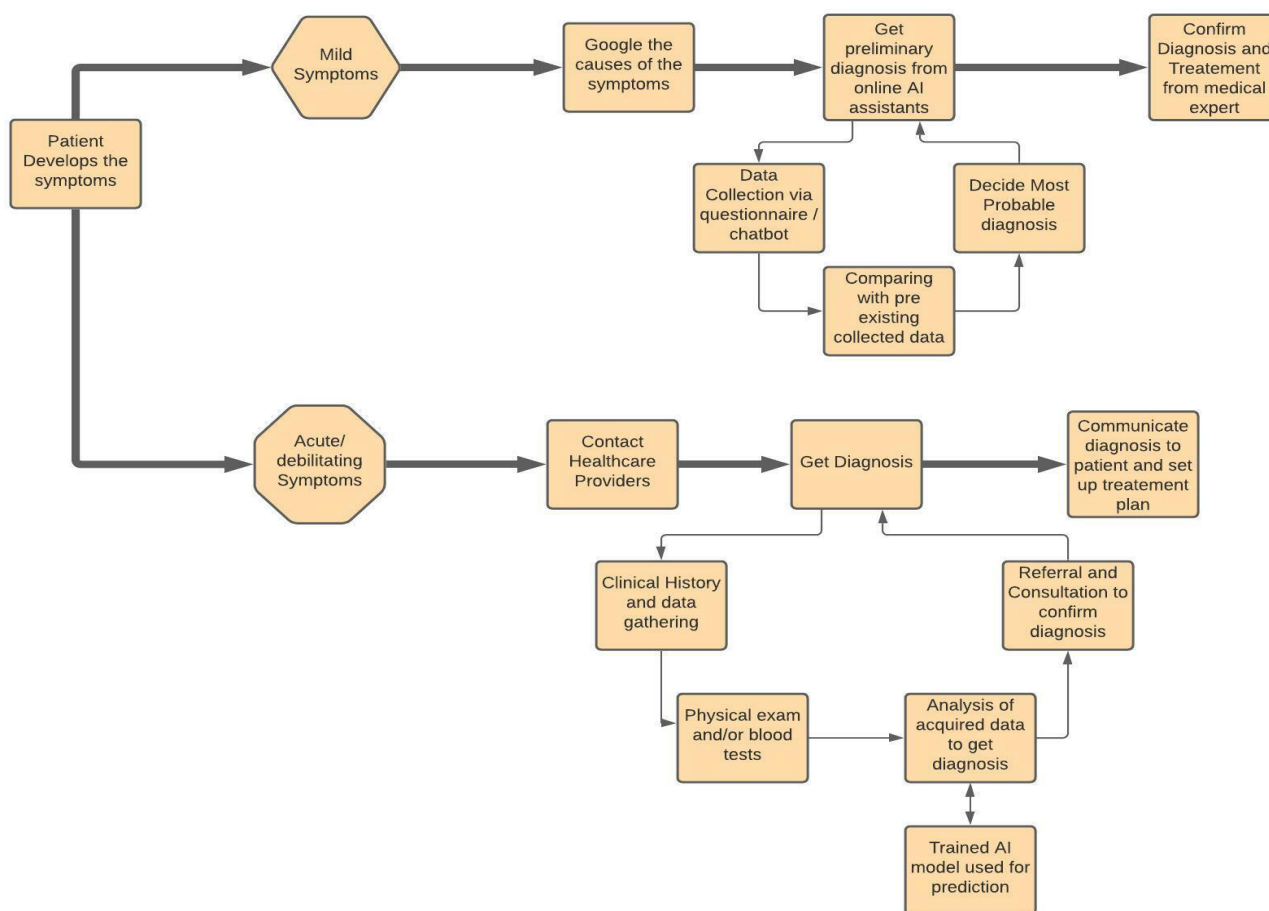 Mild
Symptoms
Google the
causes of the
symptoms
Get
preliminary
diagnosis from
online AI
assistants
Confirm
Diagnosis and
Treatement
from medical
expert
Patient
Develops the
symptoms
Data
Collection via
questionnaire /
chatbot
Decide Most
Probable
diagnosis
Comparing
with pre
existing
collected data
Acute/
debilitating
Symptoms
Contact
Healthcare
Providers
Get Diagnosis
Communicate
diagnosis to
patient and set
up treatement
plan
Clinical History
and data
gathering
Referral and
Consultation to
confirm
diagnosis
Physical exam
and/or blood
tests
Analysis of
acquired data
to get
diagnosis
Trained AI
model used for
prediction